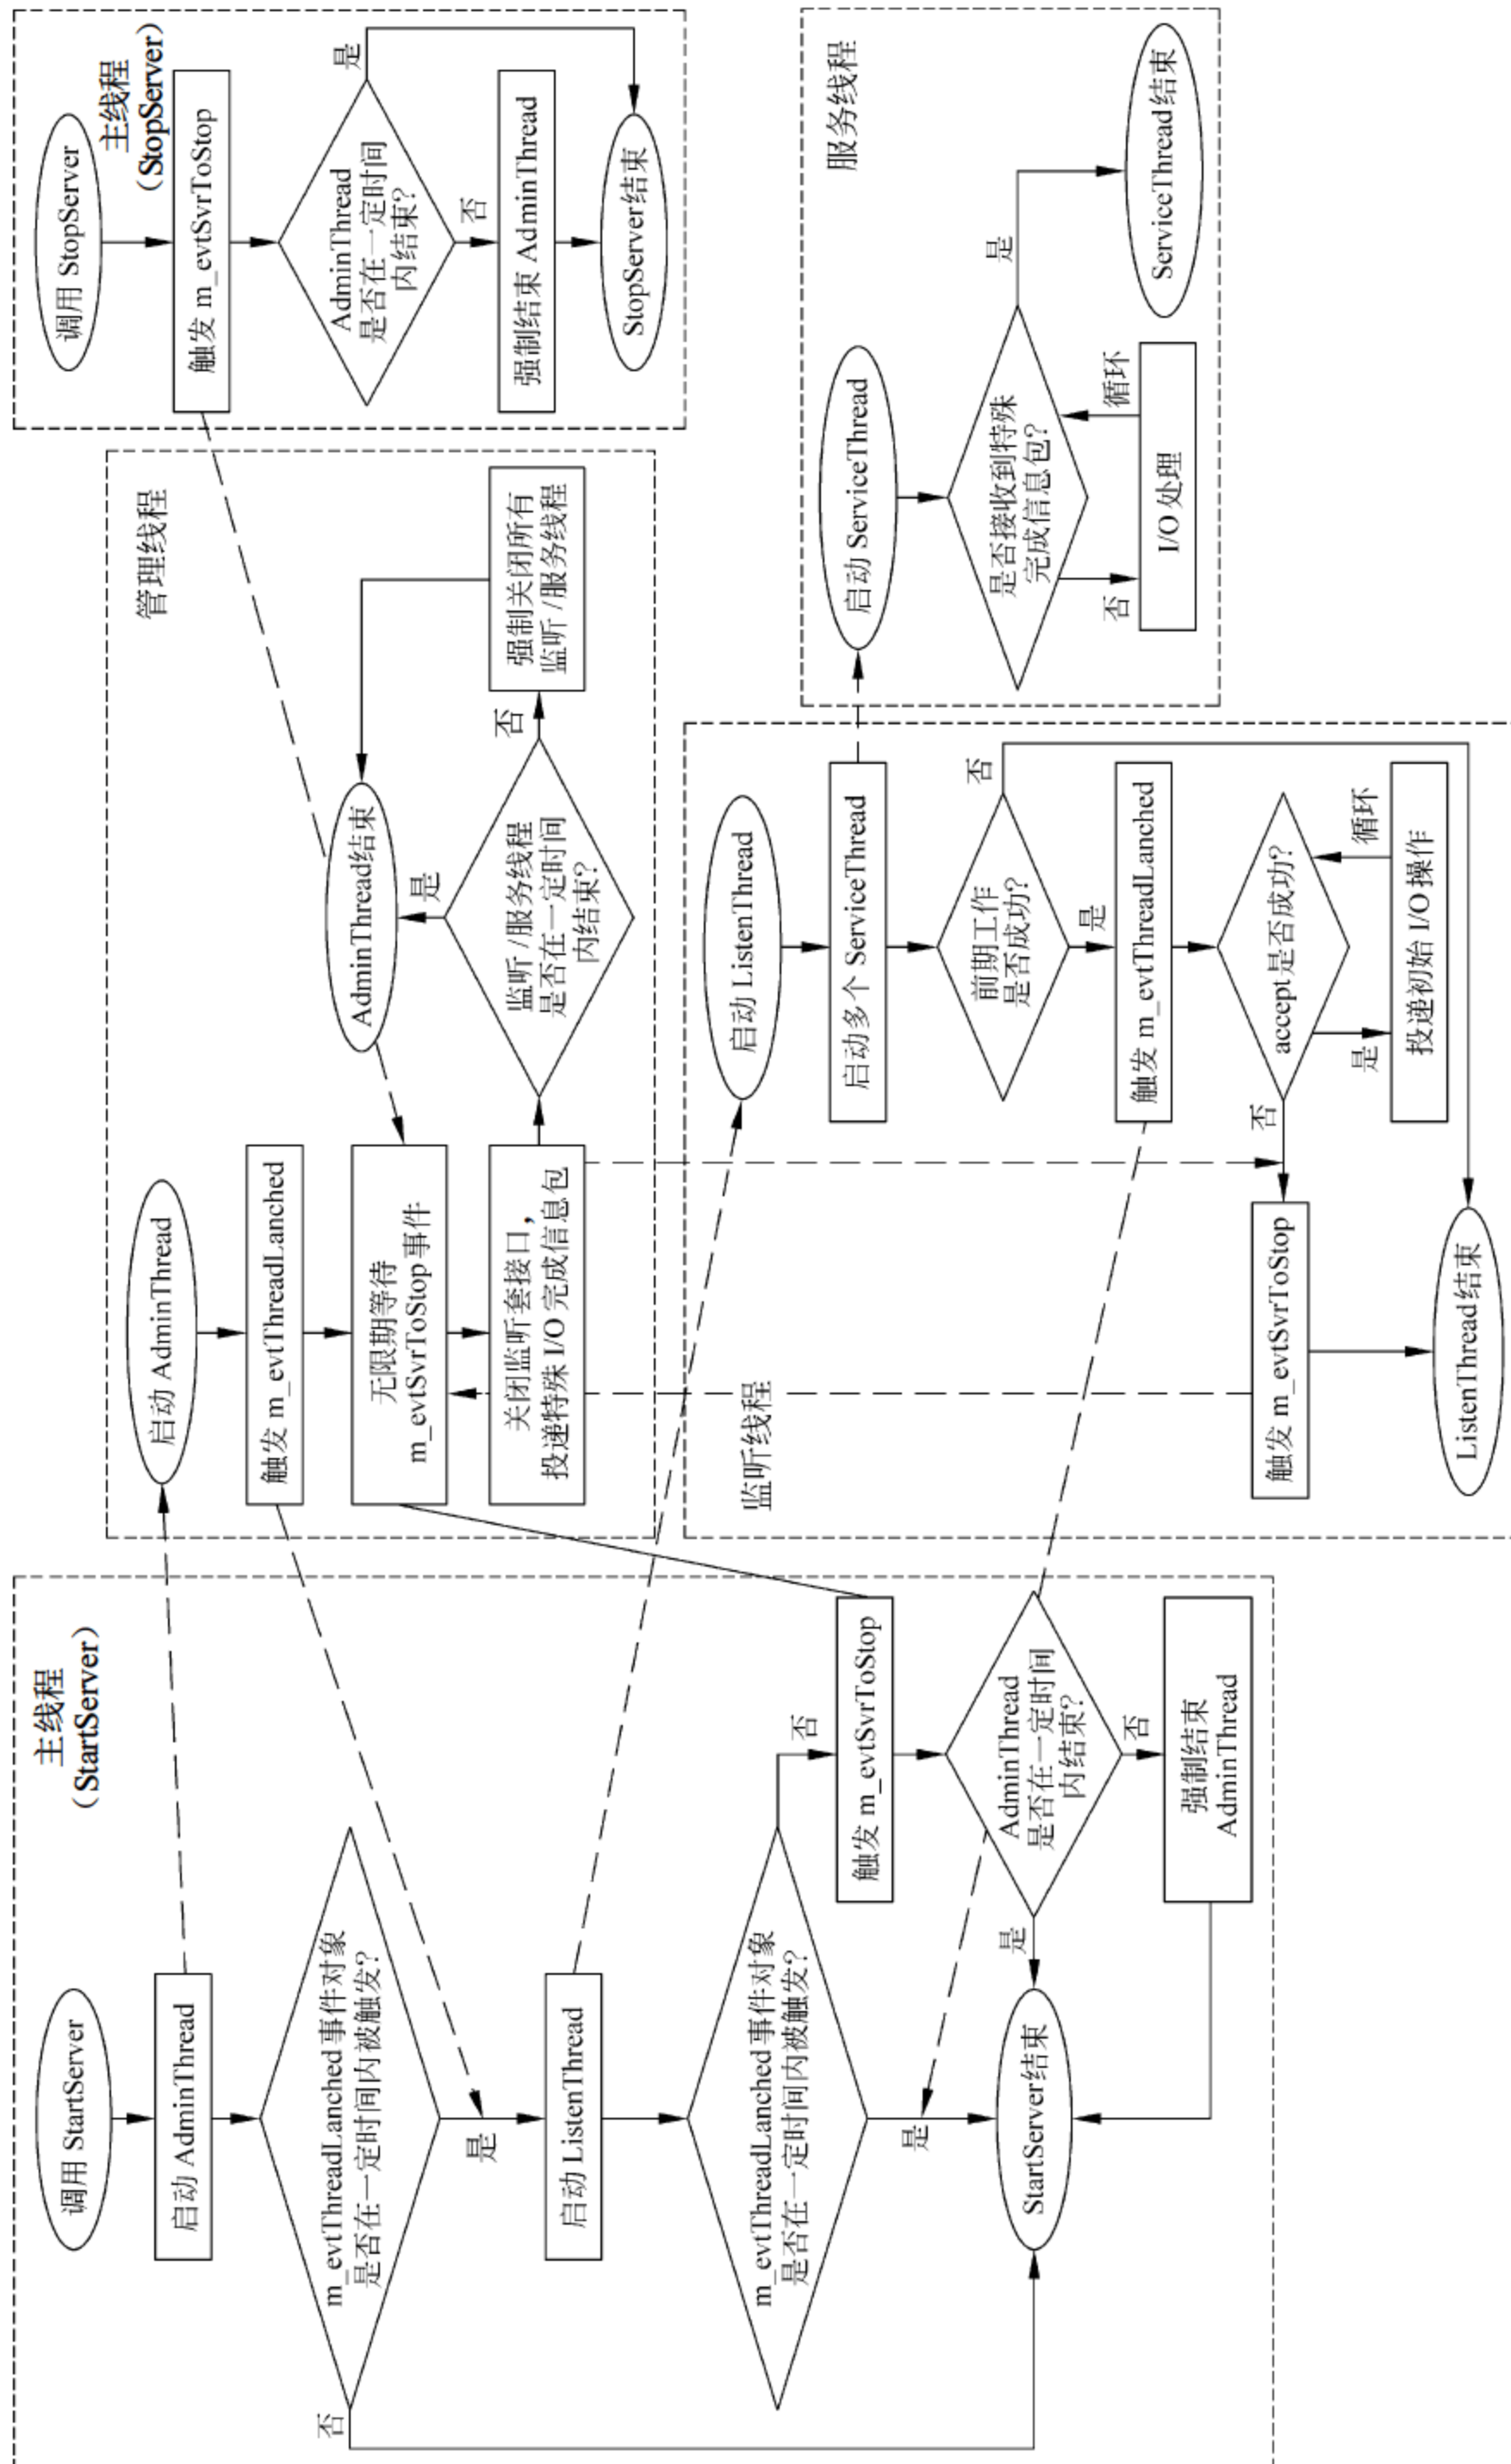 主线程
（StartServer）
调用 StartServer
启动 AdminThread
m_evtThreadLanched 事件对象
是否在一定时间内被触发？
否
是
启动 ListenThread
m_evtThreadLanched 事件对象
是否在一定时间内被触发？
否
是
触发 m_evtSvrToStop
AdminThread
是否在一定时间
内结束？
是
否
强制结束
AdminThread
StartServer结束
管理线程
启动 AdminThread
触发 m_evtThreadLanched
无限期等待
m_evtSvrToStop 事件
关闭监听套接口，
投递特殊 I/O 完成信息包
监听 /服务线程
是否在一定时间
内结束？
是
否
强制关闭所有
监听 /服务线程
AdminThread结束
主线程
（StopServer）
调用 StopServer
触发 m_evtSvrToStop
AdminThread
是否在一定时间
内结束？
是
否
强制结束 AdminThread
StopServer结束
监听线程
启动 ListenThread
启动多个 ServiceThread
前期工作
是否成功？
否
是
触发 m_evtThreadLanched
accept 是否成功？
否
是
循环
投递初始 I/O 操作
触发 m_evtSvrToStop
ListenThread结束
服务线程
启动 ServiceThread
是否接收到特殊
完成信息包？
是
否
循环
I/O 处理
ServiceThread结束